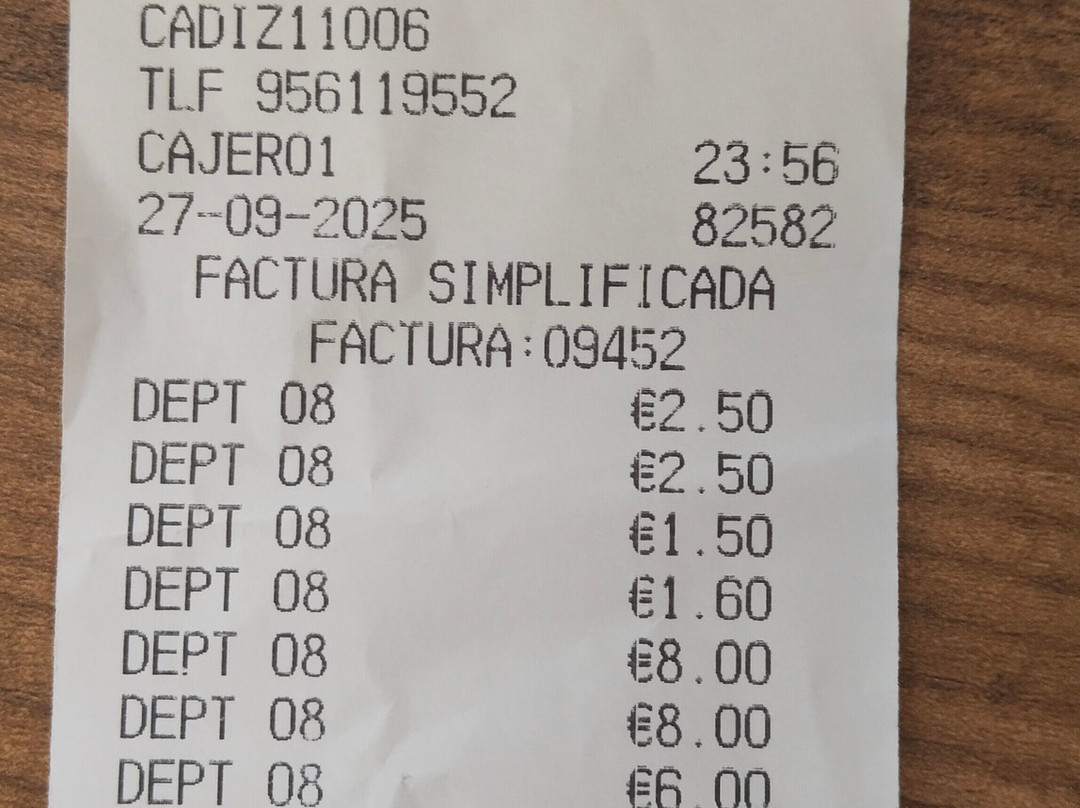 CADIZ11006
TLF 956119552
CAJERO1 23:56
27-09-2025 82582
FACTURA SIMPLIFICADA
FACTURA:09452
DEPT 08 €2.50
DEPT 08 €2.50
DEPT 08 €1.50
DEPT 08 €1.60
DEPT 08 €8.00
DEPT 08 €8.00
DEPT 08 €6.00